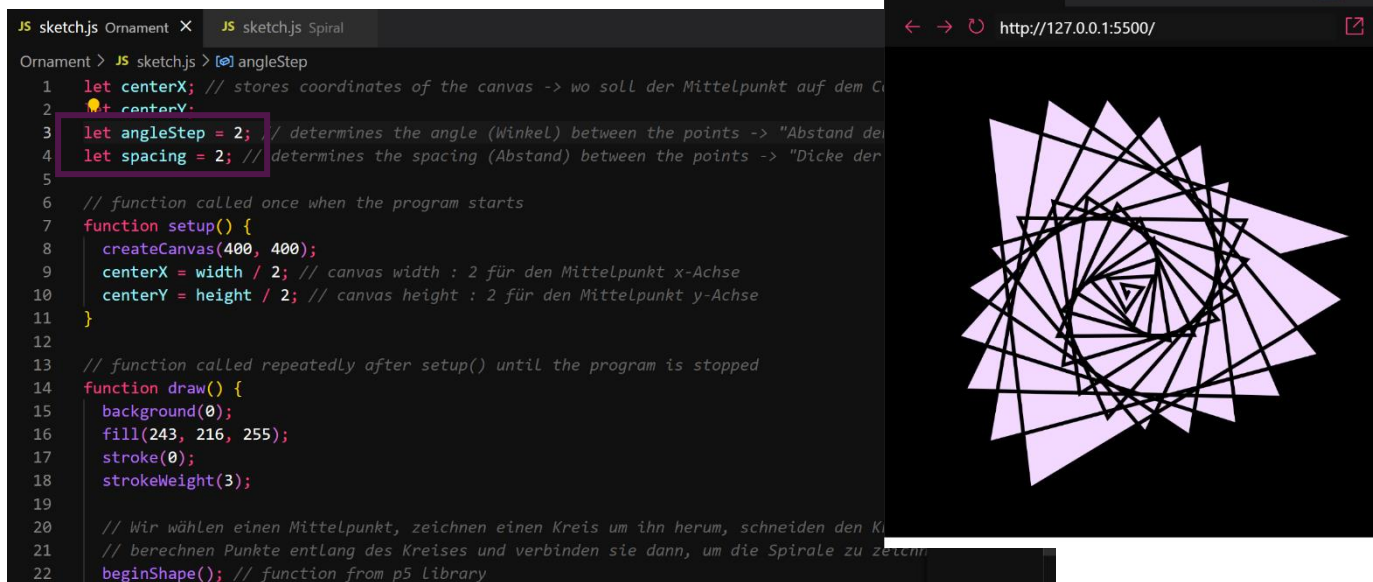 JS sketch.js Ornament × JS sketch.js Spiral
Ornament > JS sketch.js > angleStep
1 let centerX; // stores coordinates of the canvas -> wo soll der Mittelpunkt auf dem
2 let centerY;
3 let angleStep = 2; // determines the angle (Winkel) between the points -> "Abstand
4 let spacing = 2; // determines the spacing (Abstand) between the points -> "Dicke der
5
6 // function called once when the program starts
7 function setup() {
8 createCanvas(400, 400);
9 centerX = width / 2; // canvas width : 2 für den Mittelpunkt x-Achse
10 centerY = height / 2; // canvas height : 2 für den Mittelpunkt y-Achse
11 }
12
13 // function called repeatedly after setup() until the program is stopped
14 function draw() {
15 background(0);
16 fill(243, 216, 255);
17 stroke(0);
18 strokeWeight(3);
19
20 // Wir wählen einen Mittelpunkt, zeichnen einen Kreis um ihn herum, schneiden den
21 // berechnen Punkte entlang des Kreises und verbinden sie dann, um die Spirale zu
22 beginShape(); // function from p5 library
http://127.0.0.1:5500/